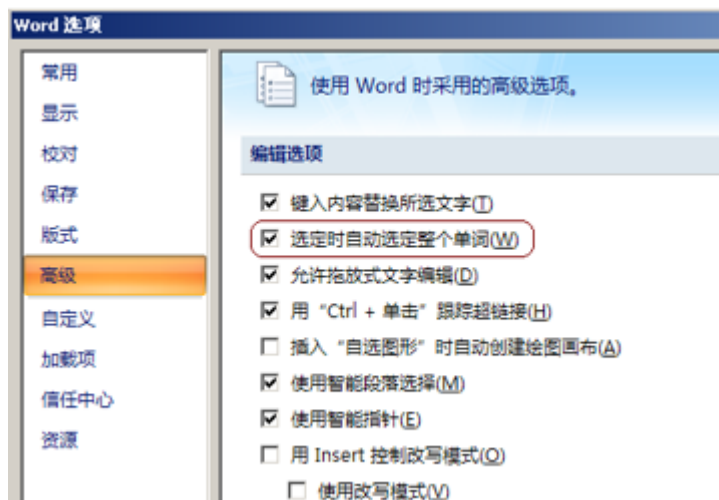 Word 选项
常用
显示
校对
保存
版式
高级
自定义
加载项
信任中心
资源
使用 Word 时采用的高级选项。
编辑选项
键入内容替换所选文字(T)
选定时自动选定整个单词(W)
允许拖放式文字编辑(D)
用“Ctrl + 单击”跟踪超链接(H)
插入“自选图形”时自动创建绘图画布(A)
使用智能段落选择(M)
使用智能指针(E)
用 Insert 控制改写模式(O)
使用改写模式(V)